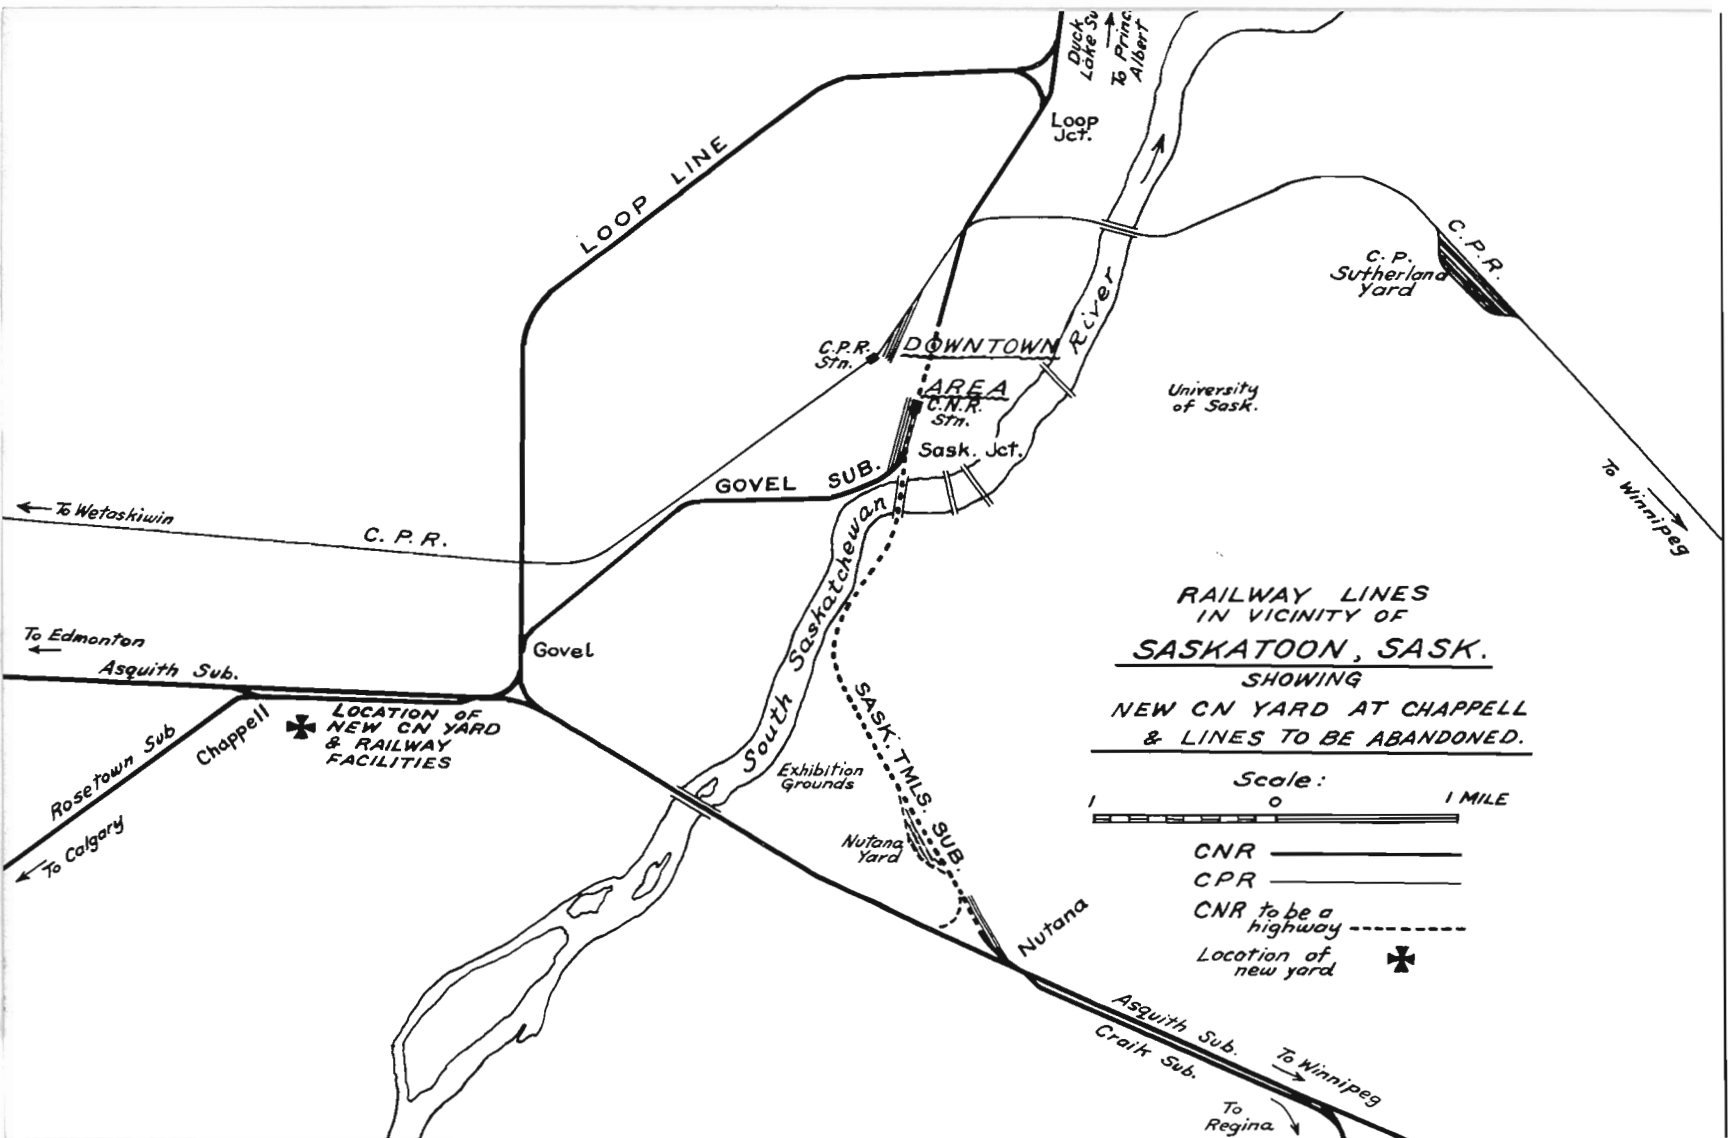 Duck
Lake Su
To Princ.
Albert
Loop
Jct.
LOOP LINE
C.P.R.
C.P.
Sutherland
Yard
River
C.P.R.
Stn.
DOWNTOWN
AREA
C.N.R.
Stn.
University
of Sask.
Sask. Jct.
GOVEL SUB.
To Wetaskiwin
C.P.R.
To Winnipeg
South Saskatchewan
To Edmonton
Asquith Sub.
Govel
RAILWAY LINES
IN VICINITY OF
SASKATOON, SASK.
SHOWING
NEW CN YARD AT CHAPPELL
& LINES TO BE ABANDONED.
Rosetown Sub
Chappell
LOCATION OF
NEW CN YARD
& RAILWAY
FACILITIES
To Calgary
SASK. TMLS. SUB.
Exhibition
Grounds
Nutana
Yard
Scale:
1 0 1 MILE
CNR
CPR
CNR to be a
highway
Location of
new yard
Nutana
Asquith Sub.
Craik Sub.
To Winnipeg
To
Regina